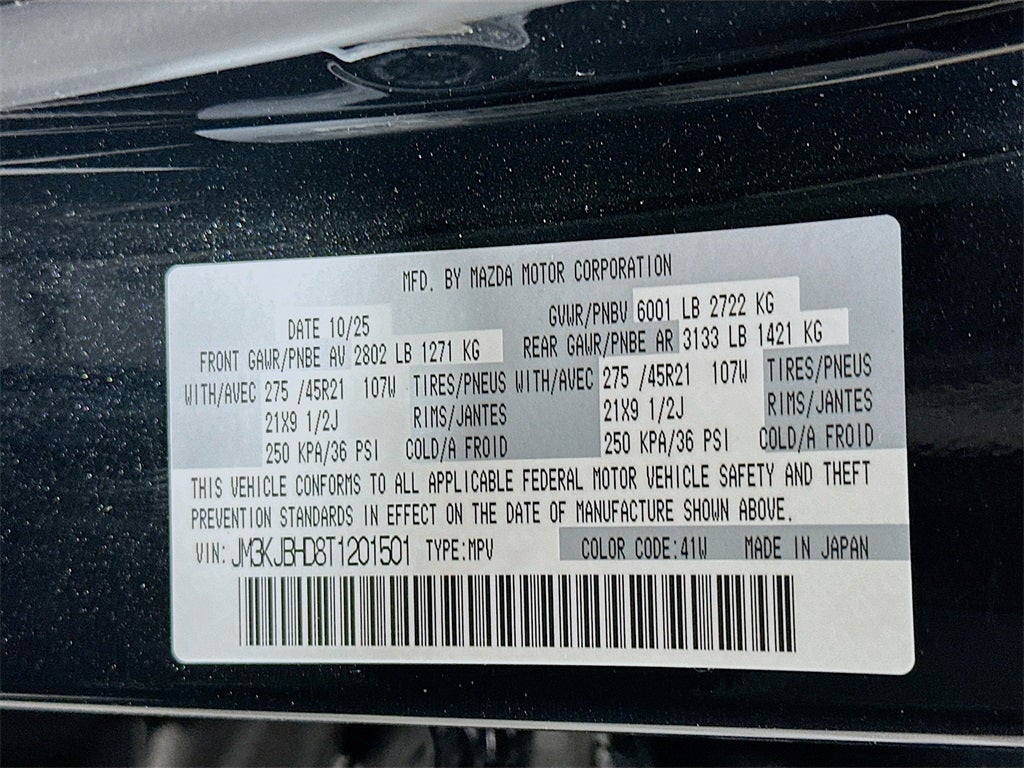 MFD. BY MAZDA MOTOR CORPORATION
DATE 10/25 GVWR/PNBV 6001 LB 2722 KG
FRONT GAWR/PNBE AV 2802 LB 1271 KG REAR GAWR/PNBE AR 3133 LB 1421 KG
WITH/AVEC 275 /45R21 107W TIRES/PNEUS WITH/AVEC 275 /45R21 107W TIRES/PNEUS
21X9 1/2J RIMS/JANTES 21X9 1/2J RIMS/JANTES
250 KPA/36 PSI COLD/A FROID 250 KPA/36 PSI COLD/A FROID
THIS VEHICLE CONFORMS TO ALL APPLICABLE FEDERAL MOTOR VEHICLE SAFETY AND THEFT
PREVENTION STANDARDS IN EFFECT ON THE DATE OF MANUFACTURE SHOWN ABOVE.
VIN: JM3KJBHD8T1201501 TYPE:MPV COLOR CODE:41W MADE IN JAPAN